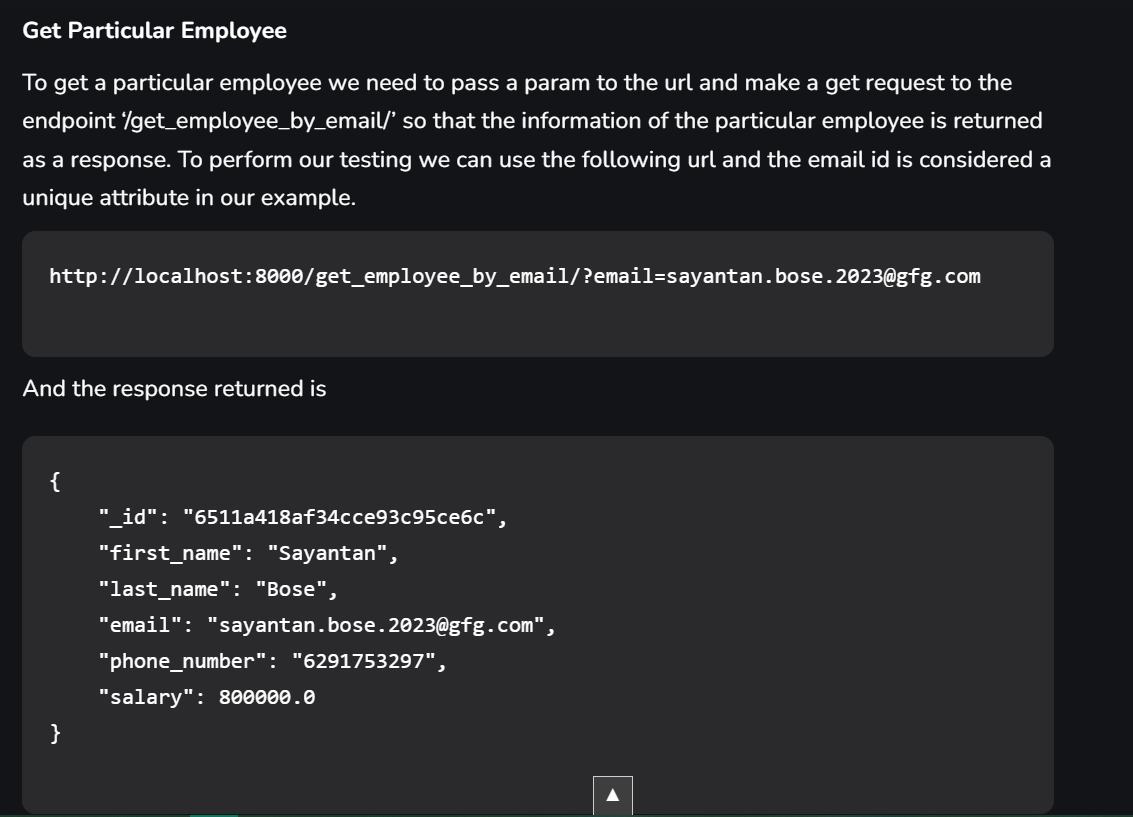 Get Particular Employee
To get a particular employee we need to pass a param to the url and make a get request to the
endpoint ‘/get_employee_by_email/’ so that the information of the particular employee is returned
as a response. To perform our testing we can use the following url and the email id is considered a
unique attribute in our example.
http://localhost:8000/get_employee_by_email/?email=sayantan.bose.2023@gfg.com
And the response returned is
{
    "_id": "6511a418af34cce93c95ce6c",
    "first_name": "Sayantan",
    "last_name": "Bose",
    "email": "sayantan.bose.2023@gfg.com",
    "phone_number": "6291753297",
    "salary": 800000.0
}